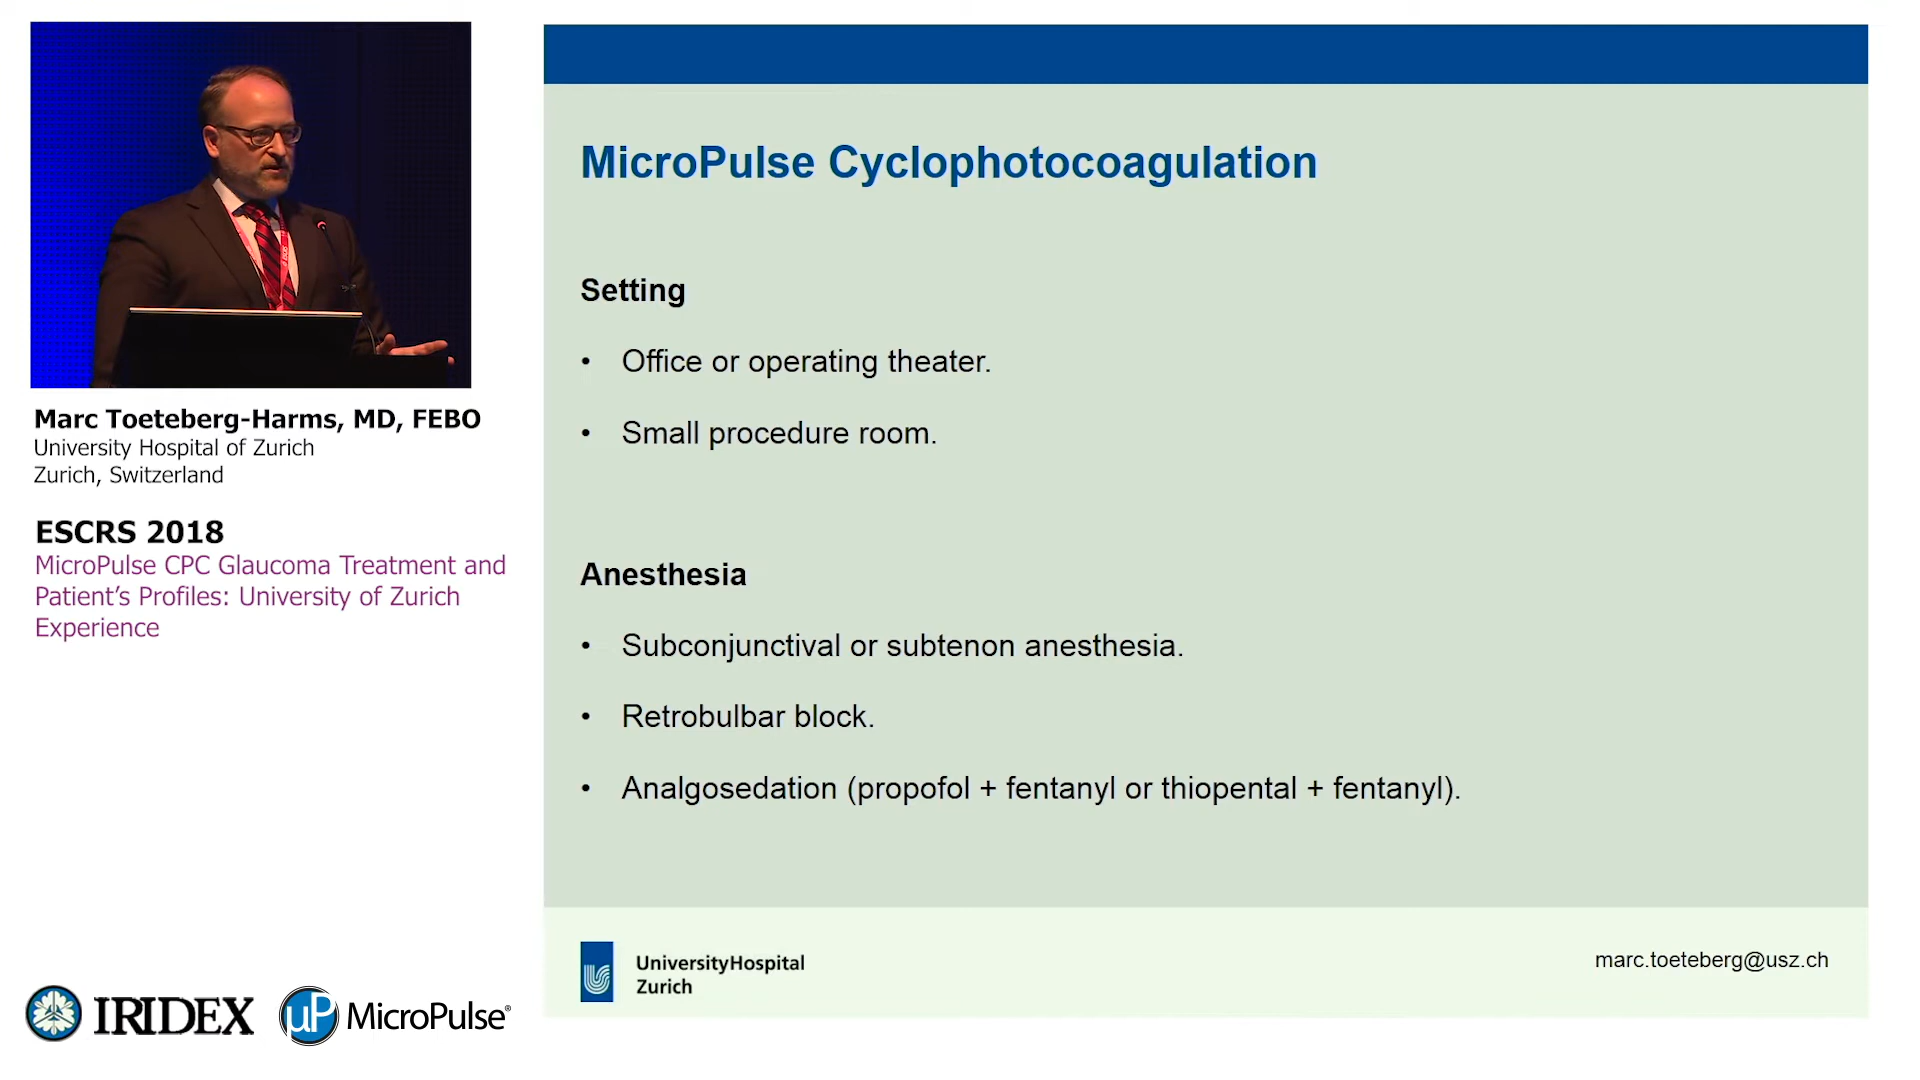 Marc Toeteberg-Harms, MD, FEBO
University Hospital of Zurich
Zurich, Switzerland
ESCRS 2018
MicroPulse CPC Glaucoma Treatment and
Patient’s Profiles: University of Zurich
Experience
IRIDEX
µP MicroPulse®
MicroPulse Cyclophotocoagulation
Setting
• Office or operating theater.
• Small procedure room.
Anesthesia
• Subconjunctival or subtenon anesthesia.
• Retrobulbar block.
• Analgosedation (propofol + fentanyl or thiopental + fentanyl).
UniversityHospital
Zurich
marc.toeteberg@usz.ch